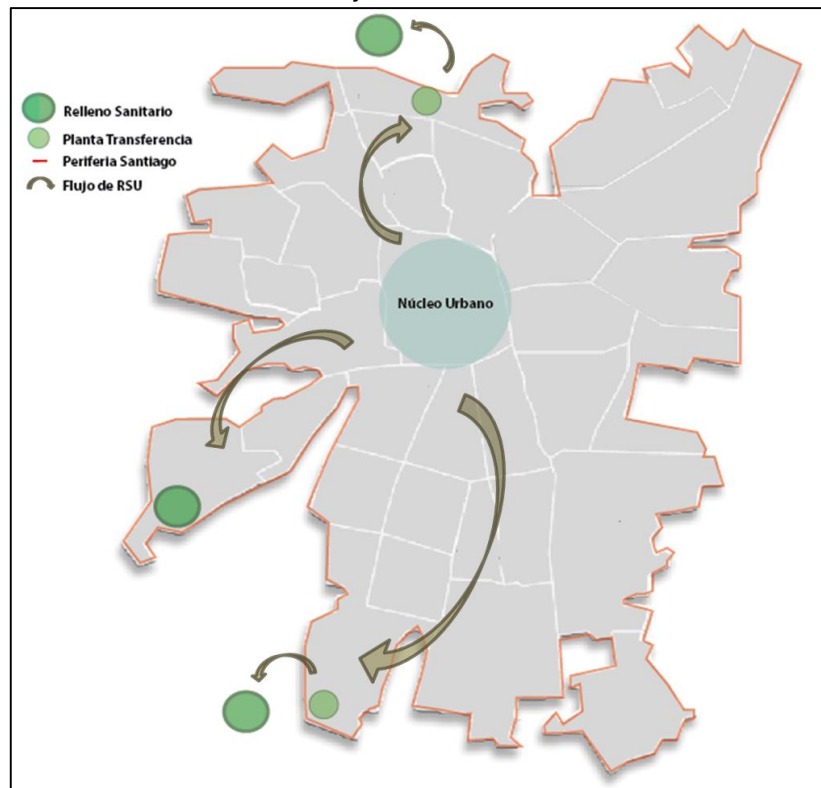 Relleno Sanitario
Planta Transferencia
Periferia Santiago
Flujo de RSU
Núcleo Urbano